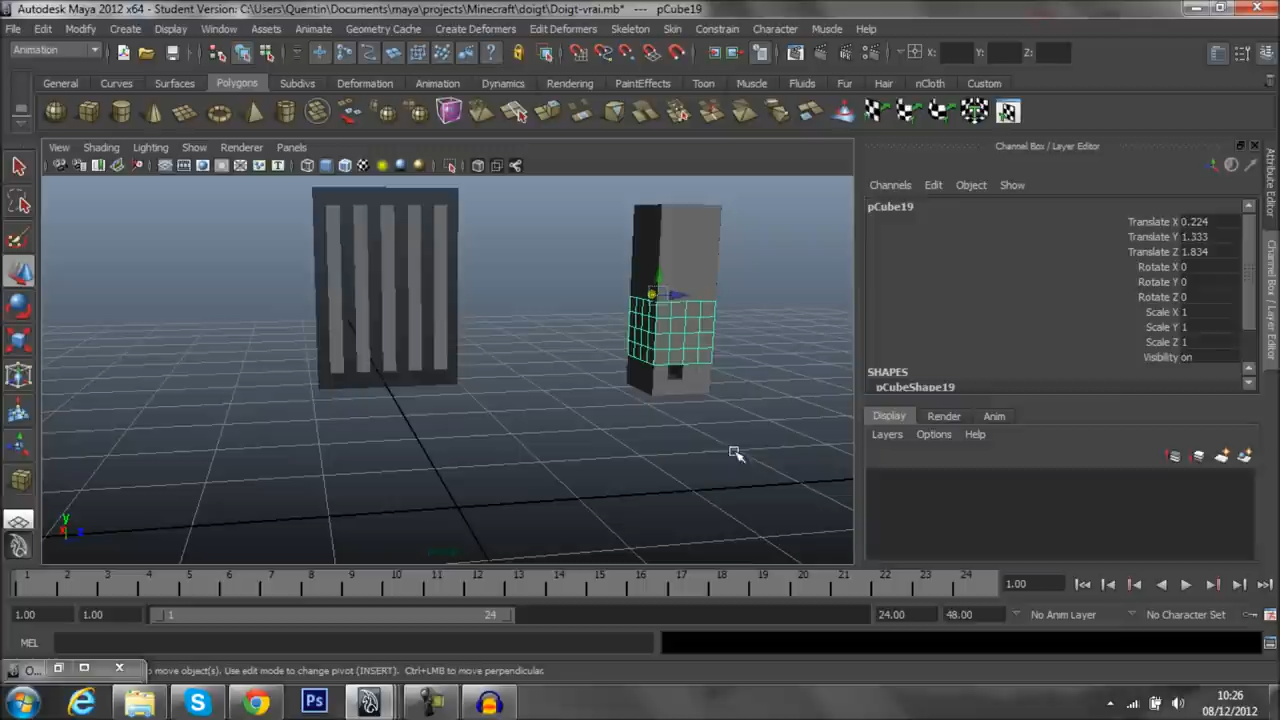 Autodesk Maya 2012 x64 - Student Version: C:\Users\Quentin\Documents\maya\projects\Minecraft\doigt\Doigt-vrai.mb* --- pCube19
File Edit Modify Create Display Window Assets Animate Geometry Cache Create Deformers Edit Deformers Skeleton Skin Constrain Character Muscle Help
Animation X: Y: Z:
General Curves Surfaces Polygons Subdivs Deformation Animation Dynamics Rendering PaintEffects Toon Muscle Fluids Fur Hair nCloth Custom
View Shading Lighting Show Renderer Panels
Channel Box / Layer Editor
Channels Edit Object Show
pCube19
Translate X 0.224
Translate Y 1.333
Translate Z 1.834
Rotate X 0
Rotate Y 0
Rotate Z 0
Scale X 1
Scale Y 1
Scale Z 1
Visibility on
SHAPES
pCubeShape19
Display Render Anim
Layers Options Help
Attribute Editor
Channel Box / Layer Editor
y
x z
persp
1 2 3 4 5 6 7 8 9 10 11 12 13 14 15 16 17 18 19 20 21 22 23 24 1.00
1.00 1.00 1 24 24.00 48.00 No Anim Layer No Character Set
MEL
O... move object(s). Use edit mode to change pivot (INSERT). Ctrl+LMB to move perpendicular.
Ps
10:26
08/12/2012